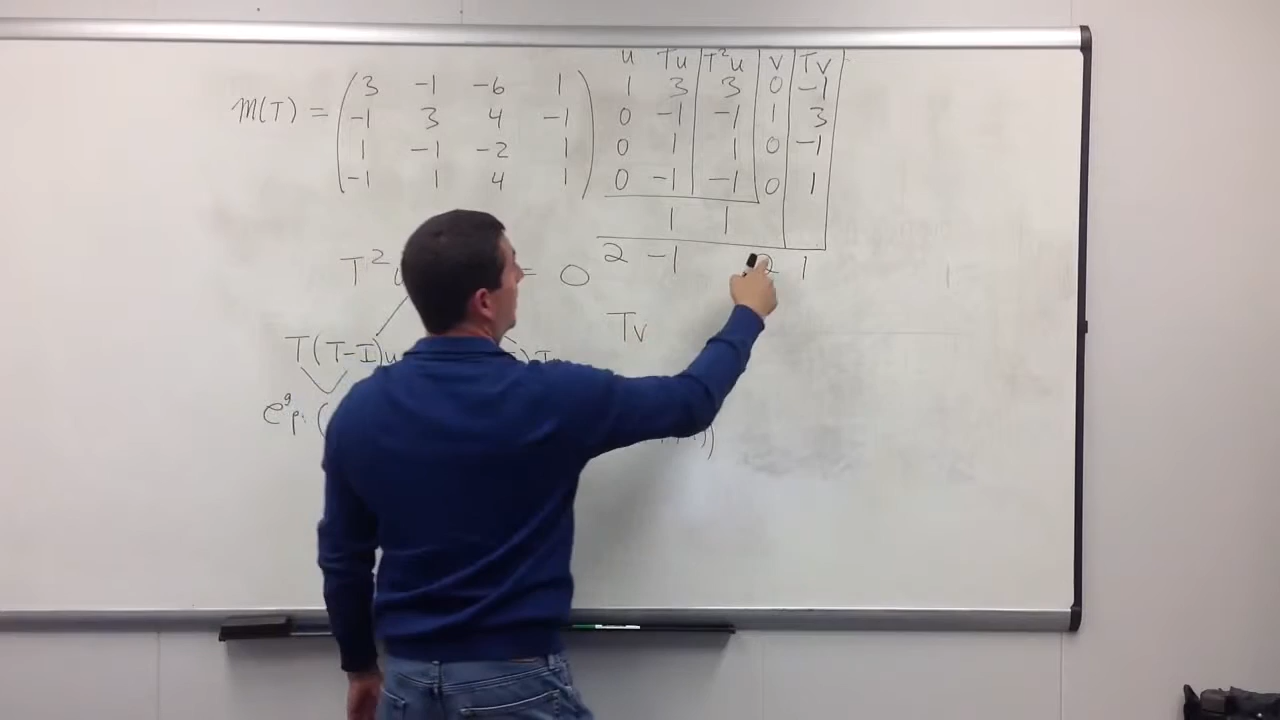 u Tu T²u v Tv
M(T) = ( 3 -1 -6 1 ) 1 3 3 0 -1
-1 3 4 -1 0 -1 -1 1 3
1 -1 -2 1 0 1 1 0 -1
-1 1 4 1 0 -1 -1 0 1
1 1
2 -1 2 1
T² = 0
T(T-I)u
Tv